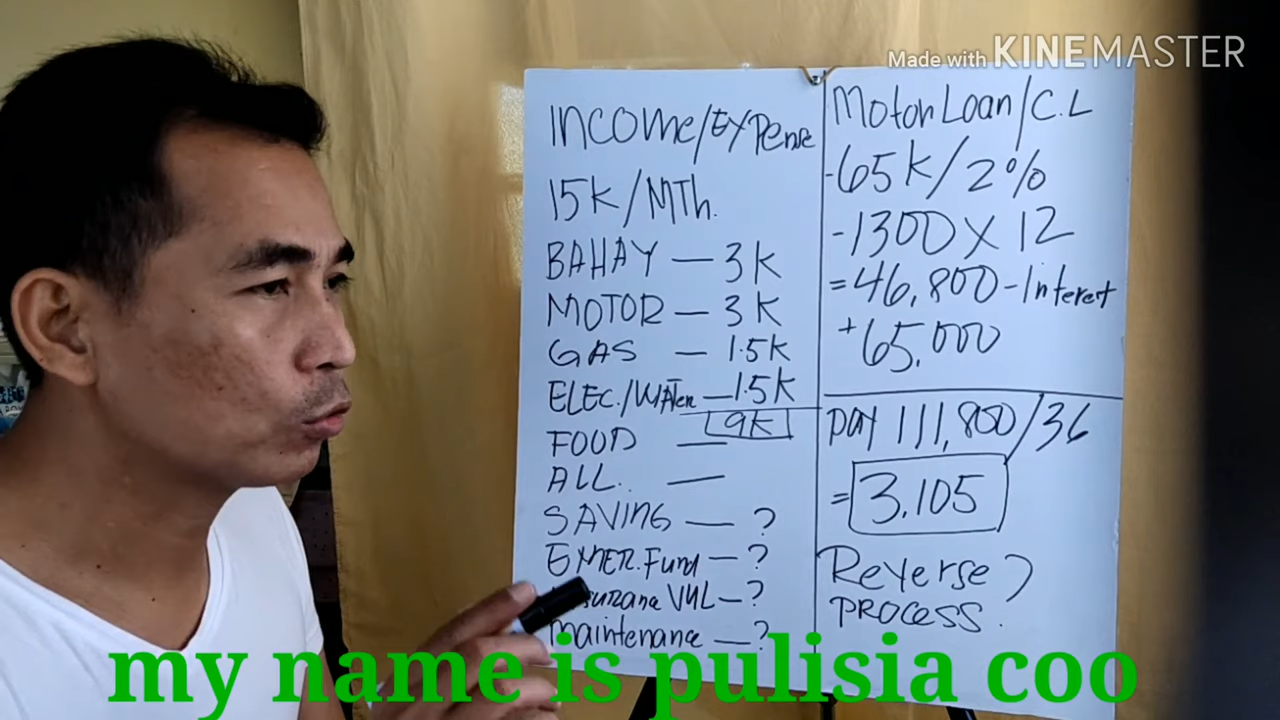 Made with KINEMASTER
INCOME/EXPense
15K/MTh.
BAHAY — 3K
MOTOR — 3K
GAS — 1.5K
ELEC./WATer — 1.5K
9K
FOOD —
ALL. —
SAVING — ?
EMER. Fund — ?
VUL — ?
Maintenance — ?
Motor Loan/C.L
-65K/2%
-1300 X 12
=46,800 - Interest
+65,000
PAY 111,800/36
= 3,105
Reverse ?
PROCESS.
my name is pulisia coo